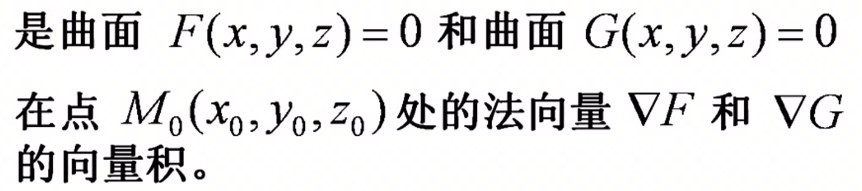 是曲面 F(x,y,z)=0 和曲面 G(x,y,z)=0
在点 M₀(x₀,y₀,z₀)处的法向量 ∇F 和 ∇G
的向量积。